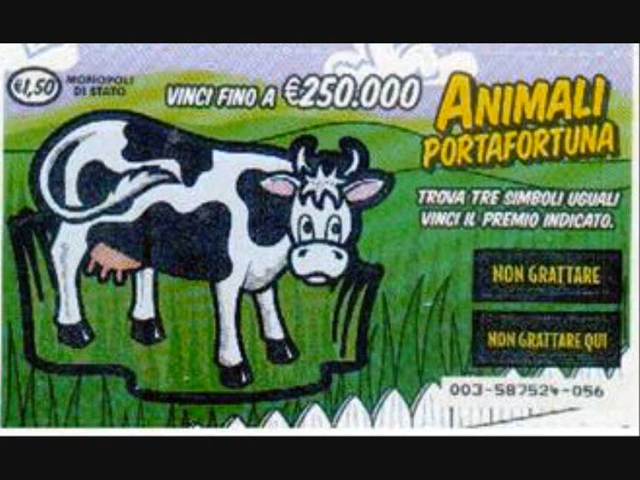 €1,50
MONOPOLI
DI STATO
VINCI FINO A €250.000
ANIMALI
PORTAFORTUNA
TROVA TRE SIMBOLI UGUALI
VINCI IL PREMIO INDICATO.
NON GRATTARE
NON GRATTARE QUI
003-587524-056